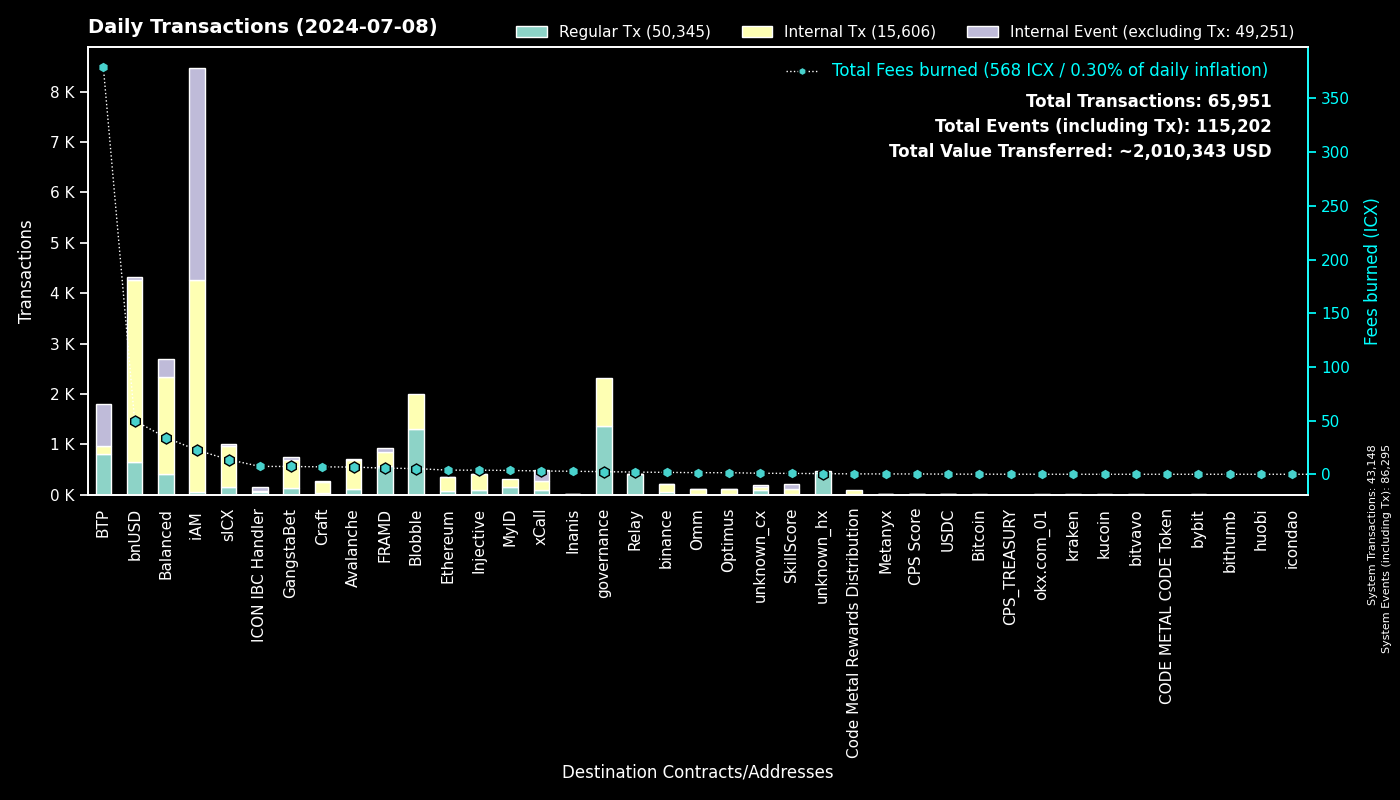 Daily Transactions (2024-07-08)
Regular Tx (50,345)
Internal Tx (15,606)
Internal Event (excluding Tx: 49,251)
Total Fees burned (568 ICX / 0.30% of daily inflation)
Total Transactions: 65,951
Total Events (including Tx): 115,202
Total Value Transferred: ~2,010,343 USD
Transactions
8 K
7 K
6 K
5 K
4 K
3 K
2 K
1 K
0 K
350
300
250
200
150
100
50
0
Fees burned (ICX)
BTP
bnUSD
Balanced
iAM
sICX
ICON IBC Handler
GangstaBet
Craft
Avalanche
FRAMD
Blobble
Ethereum
Injective
MyID
xCall
Inanis
governance
Relay
binance
Omm
Optimus
unknown_cx
SkillScore
unknown_hx
Code Metal Rewards Distribution
Metanyx
CPS Score
USDC
Bitcoin
CPS_TREASURY
okx.com_01
kraken
kucoin
bitvavo
CODE METAL CODE Token
bybit
bithumb
huobi
icondao
Destination Contracts/Addresses
System Transactions: 43,148
System Events (including Tx): 86,295